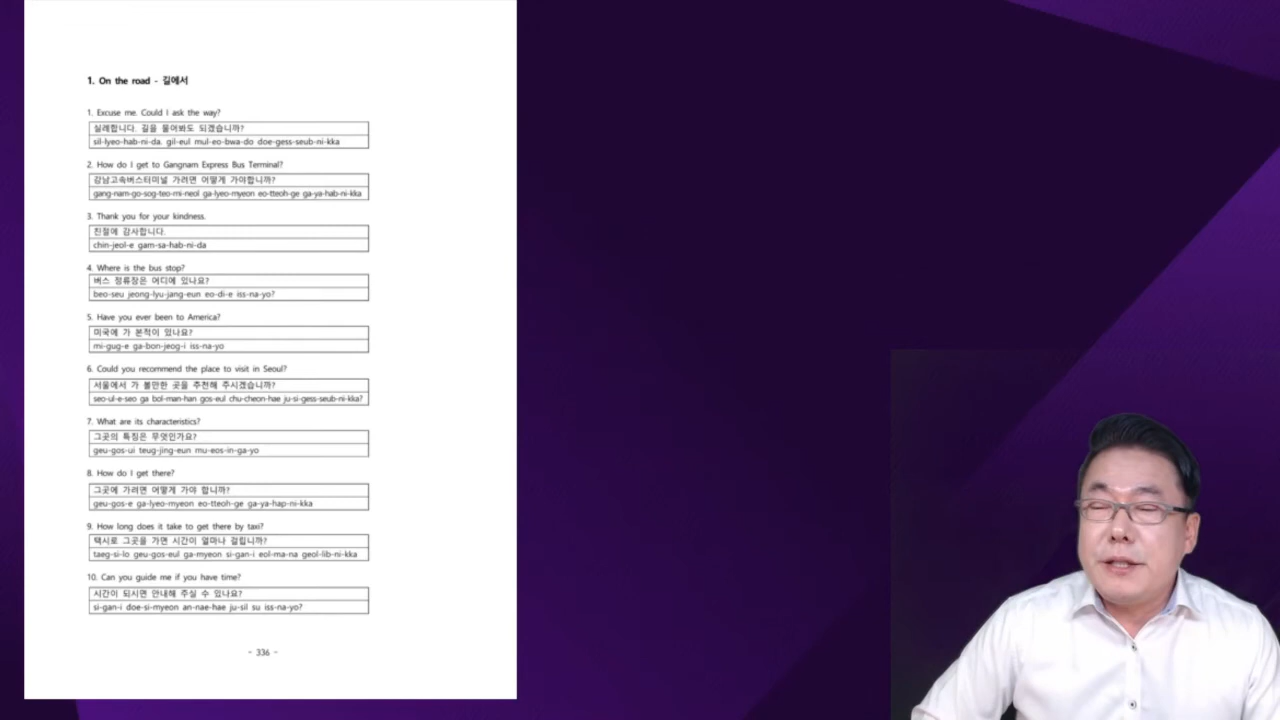 1. On the road - 길에서
1. Excuse me. Could I ask the way?
실례합니다. 길을 물어봐도 되겠습니까?
sil-lyeo-hab-ni-da. gil-eul mul-eo-bwa-do doe-gess-seub-ni-kka
2. How do I get to Gangnam Express Bus Terminal?
강남고속버스터미널 가려면 어떻게 가야합니까?
gang-nam-go-sog-teo-mi-neol ga-lyeo-myeon eo-tteoh-ge ga-ya-hab-ni-kka
3. Thank you for your kindness.
친절에 감사합니다.
chin-jeol-e gam-sa-hab-ni-da
4. Where is the bus stop?
버스 정류장은 어디에 있나요?
beo-seu jeong-lyu-jang-eun eo-di-e iss-na-yo?
5. Have you ever been to America?
미국에 가 본적이 있나요?
mi-gug-e ga-bon-jeog-i iss-na-yo
6. Could you recommend the place to visit in Seoul?
서울에서 가 볼만한 곳을 추천해 주시겠습니까?
seo-ul-e-seo ga bol-man-han gos-eul chu-cheon-hae ju-si-gess-seub-ni-kka?
7. What are its characteristics?
그곳의 특징은 무엇인가요?
geu-gos-ui teug-jing-eun mu-eos-in-ga-yo
8. How do I get there?
그곳에 가려면 어떻게 가야 합니까?
geu-gos-e ga-lyeo-myeon eo-tteoh-ge ga-ya-hap-ni-kka
9. How long does it take to get there by taxi?
택시로 그곳을 가면 시간이 얼마나 걸립니까?
taeg-si-lo geu-gos-eul ga-myeon si-gan-i eol-ma-na geol-lib-ni-kka
10. Can you guide me if you have time?
시간이 되시면 안내해 주실 수 있나요?
si-gan-i doe-si-myeon an-nae-hae ju-sil su iss-na-yo?
- 336 -